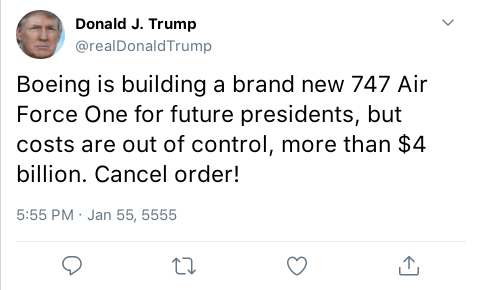 Donald J. Trump
@realDonaldTrump
Boeing is building a brand new 747 Air
Force One for future presidents, but
costs are out of control, more than $4
billion. Cancel order!
5:55 PM · Jan 55, 5555